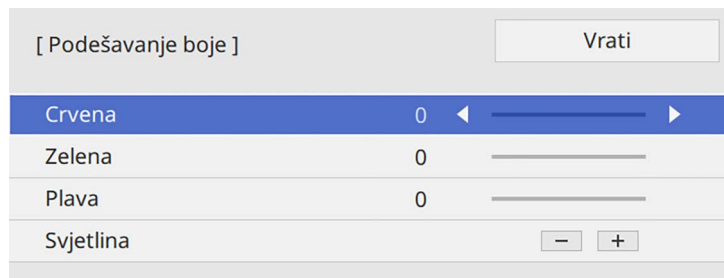 [ Podešavanje boje ]
Vrati
Crvena 0
Zelena 0
Plava 0
Svjetlina − +